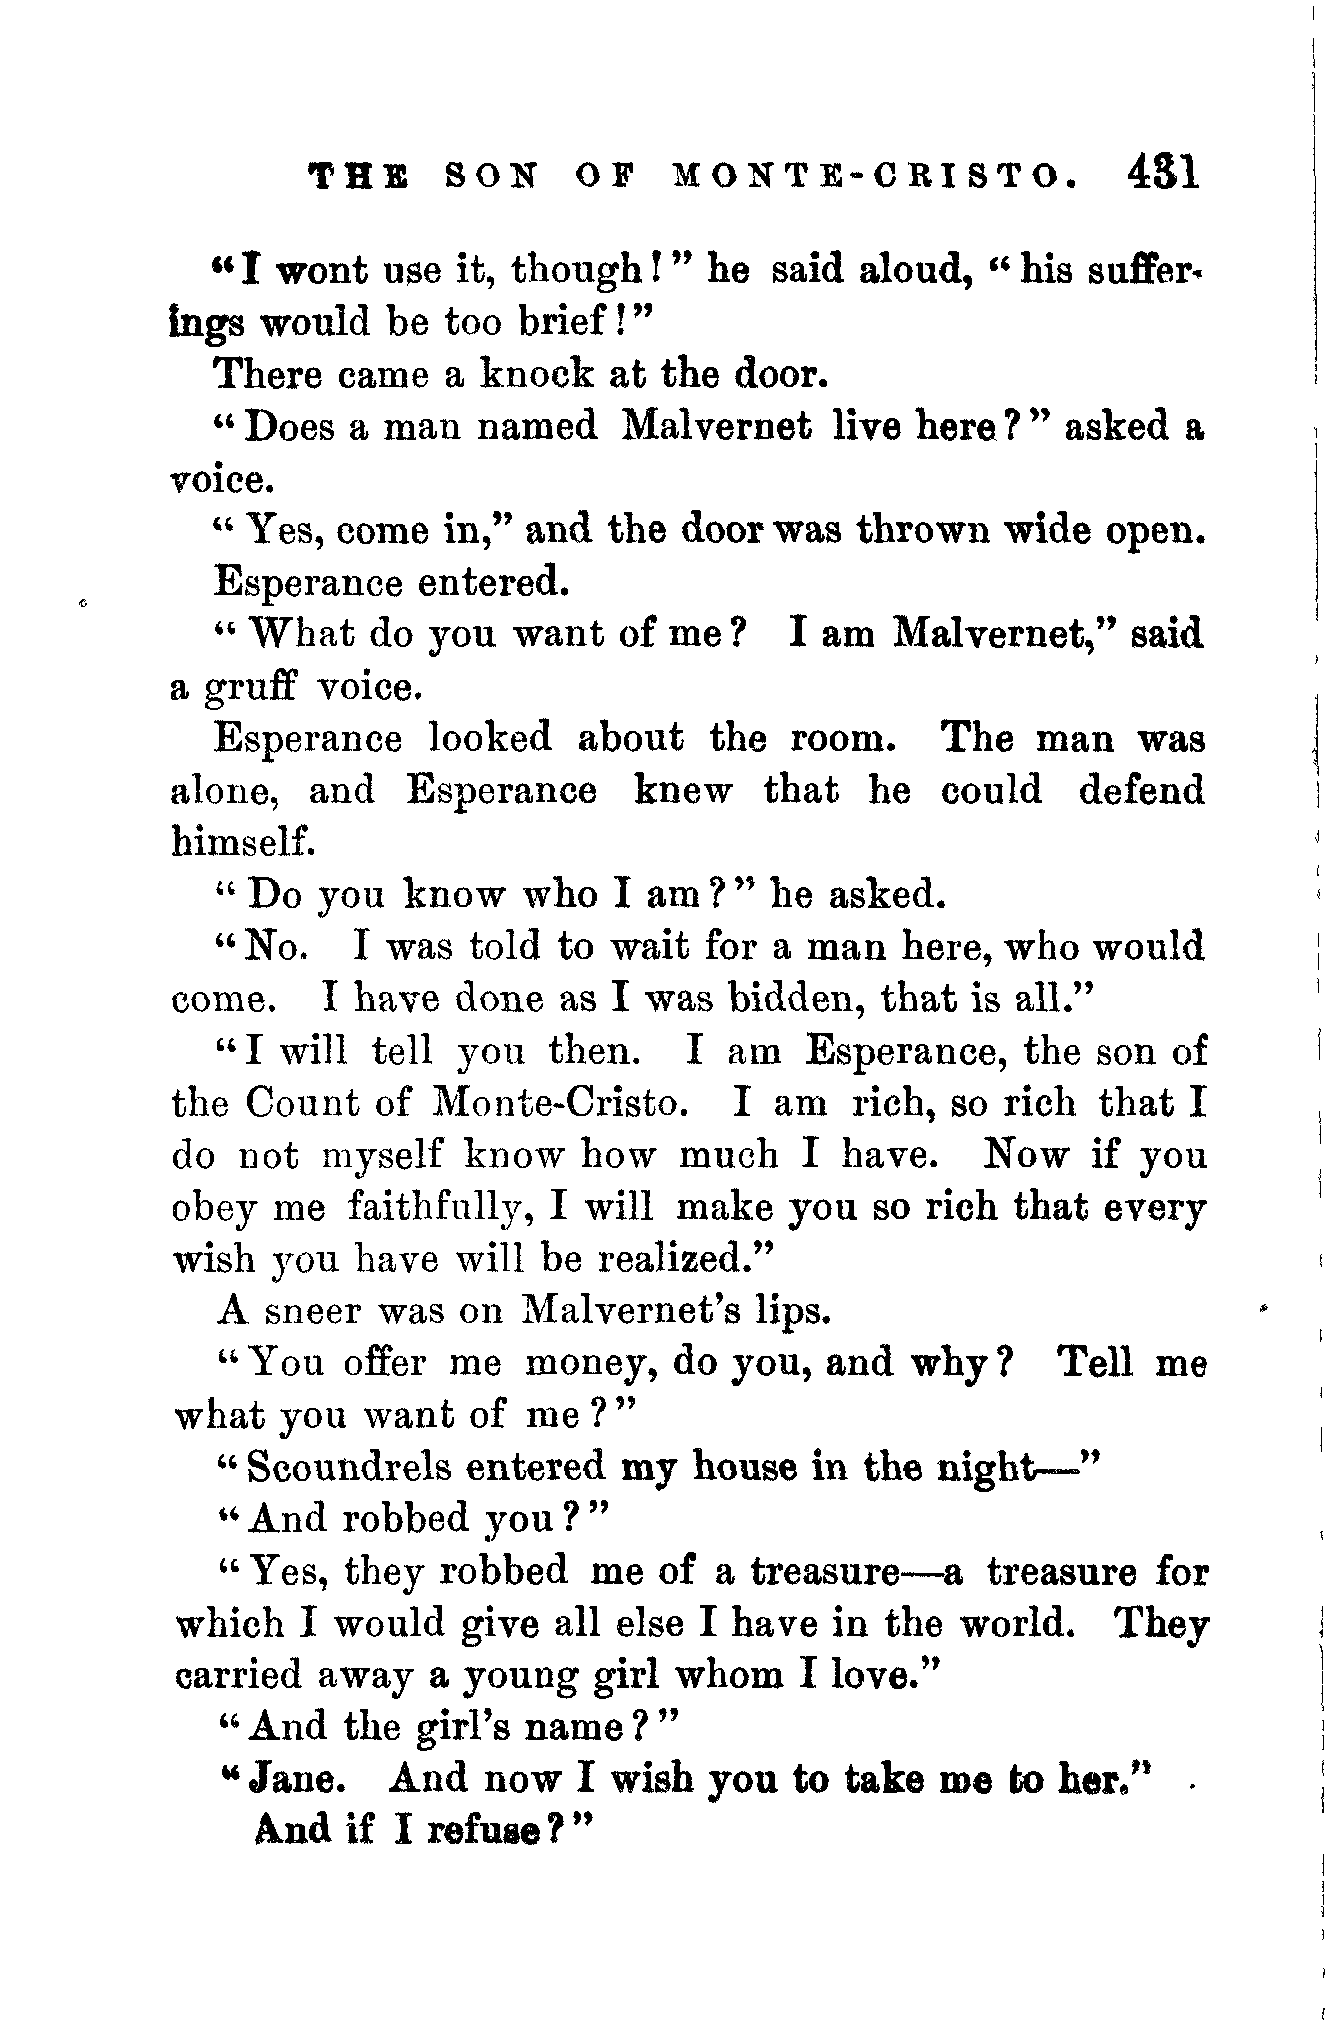 THE SON OF MONTE-CRISTO. 431
"I wont use it, though!" he said aloud, "his suffer-
ings would be too brief!"
There came a knock at the door.
"Does a man named Malvernet live here?" asked a
voice.
"Yes, come in," and the door was thrown wide open.
Esperance entered.
"What do you want of me? I am Malvernet," said
a gruff voice.
Esperance looked about the room. The man was
alone, and Esperance knew that he could defend
himself.
"Do you know who I am?" he asked.
"No. I was told to wait for a man here, who would
come. I have done as I was bidden, that is all."
"I will tell you then. I am Esperance, the son of
the Count of Monte-Cristo. I am rich, so rich that I
do not myself know how much I have. Now if you
obey me faithfully, I will make you so rich that every
wish you have will be realized."
A sneer was on Malvernet's lips.
"You offer me money, do you, and why? Tell me
what you want of me?"
"Scoundrels entered my house in the night—"
"And robbed you?"
"Yes, they robbed me of a treasure—a treasure for
which I would give all else I have in the world. They
carried away a young girl whom I love."
"And the girl's name?"
"Jane. And now I wish you to take me to her."
And if I refuse?"